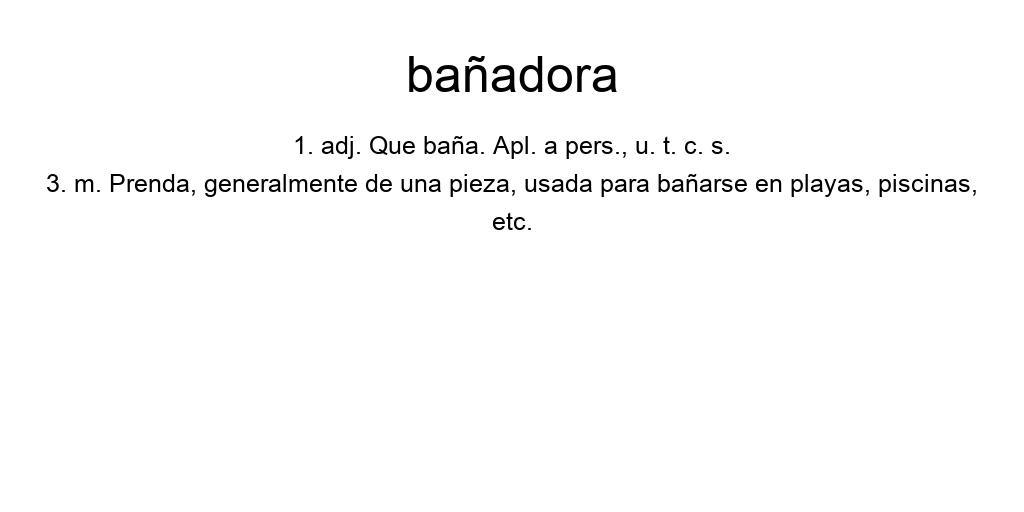 bañadora
1. adj. Que baña. Apl. a pers., u. t. c. s.
3. m. Prenda, generalmente de una pieza, usada para bañarse en playas, piscinas,
etc.